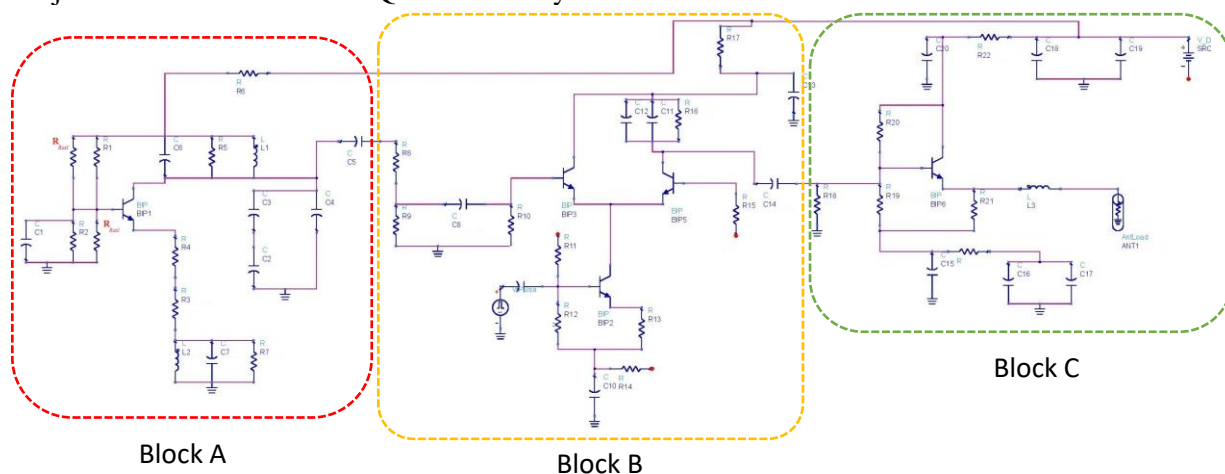 R
R17
C
C20
R
R22
C
C18
C
C19
V_D
SRC
R
R6
C
C12
C
C11
R
R16
R
R1
C
C6
R
R5
L
L1
C
C5
R
R6
R
R20
BIP
BIP1
C
C3
C
C4
C
C1
R
R2
R
R9
C
C8
R
R10
BIP
BIP3
BIP
BIP5
R
R15
C
C14
R
R18
R
R19
BIP
BIP6
R
R21
L
L3
AntLoad
ANT1
R
R4
C
C2
R
R11
R
R3
R
R12
BIP
BIP2
R
R13
C
C15
R
C
C16
C
C17
L
L2
C
C7
R
R7
C
C10
R
R14
Block A
Block B
Block C